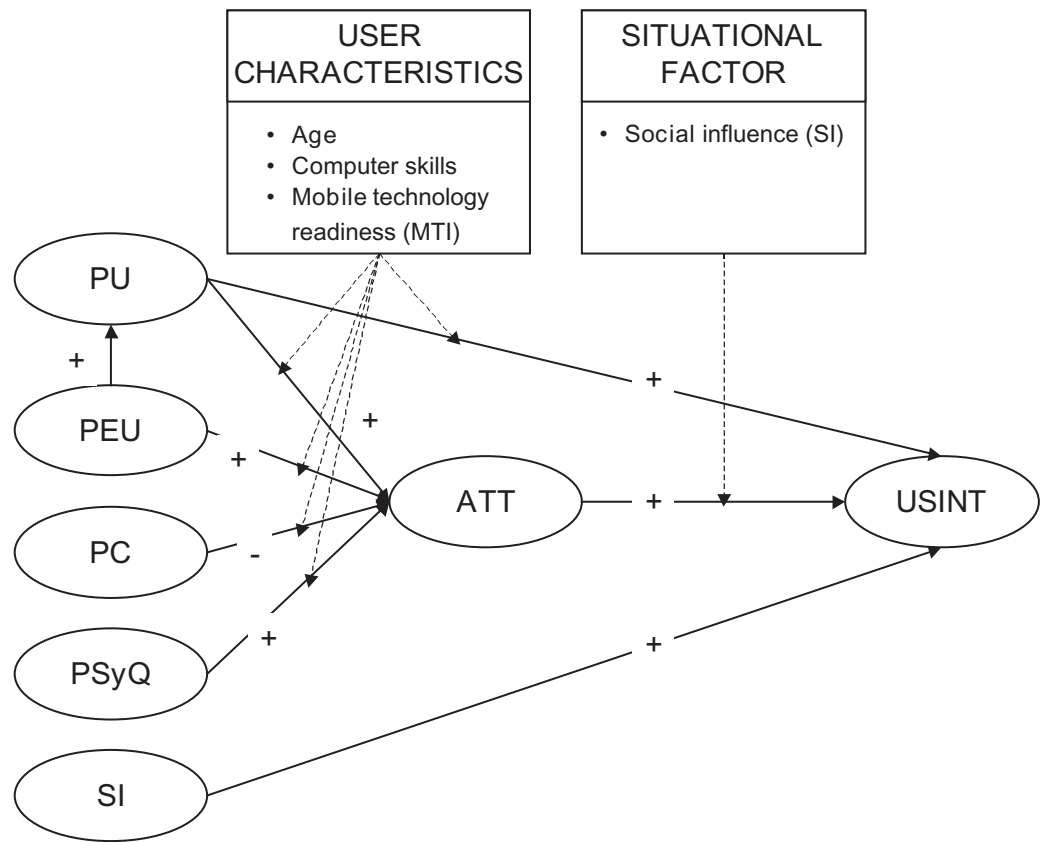 USER
CHARACTERISTICS
• Age
• Computer skills
• Mobile technology
readiness (MTI)
SITUATIONAL
FACTOR
• Social influence (SI)
PU
+
PEU
+
+
+
PC
-
ATT
+
USINT
PSyQ
+
+
SI